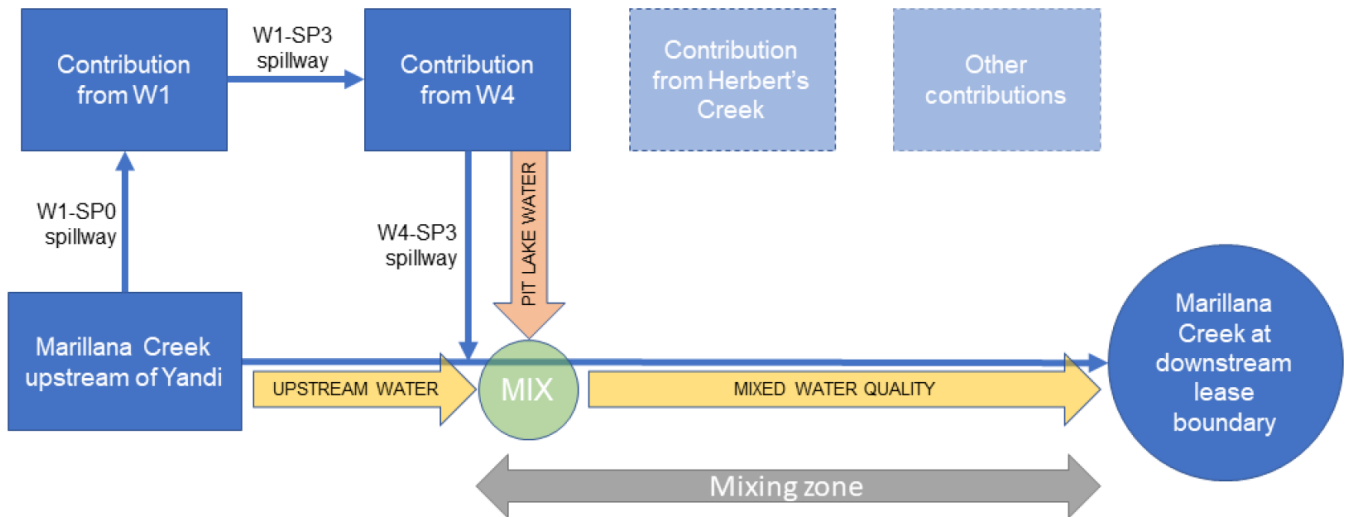 Contribution
from W1
W1-SP3
spillway
Contribution
from W4
Contribution
from Herbert's
Creek
Other
contributions
W1-SP0
spillway
W4-SP3
spillway
PIT LAKE WATER
Marillana Creek
upstream of Yandi
UPSTREAM WATER
MIX
MIXED WATER QUALITY
Marillana
Creek at
downstream
lease
boundary
Mixing zone